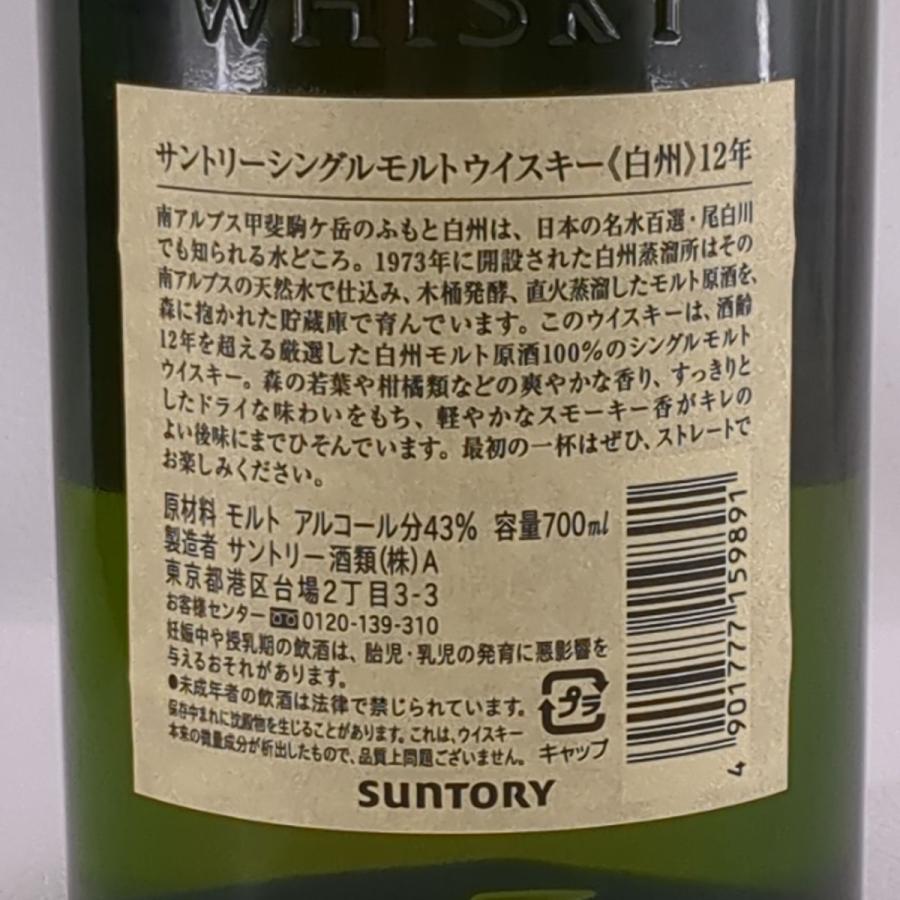 WHISKY
サントリーシングルモルトウイスキー《白州》12年
南アルプス甲斐駒ケ岳のふもと白州は、日本の名水百選・尾白川
でも知られる水どころ。1973年に開設された白州蒸溜所はその
南アルプスの天然水で仕込み、木桶発酵、直火蒸溜したモルト原酒を、
森に抱かれた貯蔵庫で育んでいます。このウイスキーは、酒齢
12年を超える厳選した白州モルト原酒100%のシングルモルト
ウイスキー。森の若葉や柑橘類などの爽やかな香り、すっきりと
したドライな味わいをもち、軽やかなスモーキー香がキレの
よい後味にまでひそんでいます。最初の一杯はぜひ、ストレートで
お楽しみください。
原材料 モルト アルコール分43% 容量700ml
製造者 サントリー酒類(株)A
東京都港区台場2丁目3-3
お客様センター 0120-139-310
妊娠中や授乳期の飲酒は、胎児・乳児の発育に悪影響を
与えるおそれがあります。
●未成年者の飲酒は法律で禁じられています。
保存中まれに沈殿物を生じることがあります。これは、ウイスキー
本来の微量成分が析出したもので、品質上問題ございません。
プラ
キャップ
4 901777 159891
SUNTORY